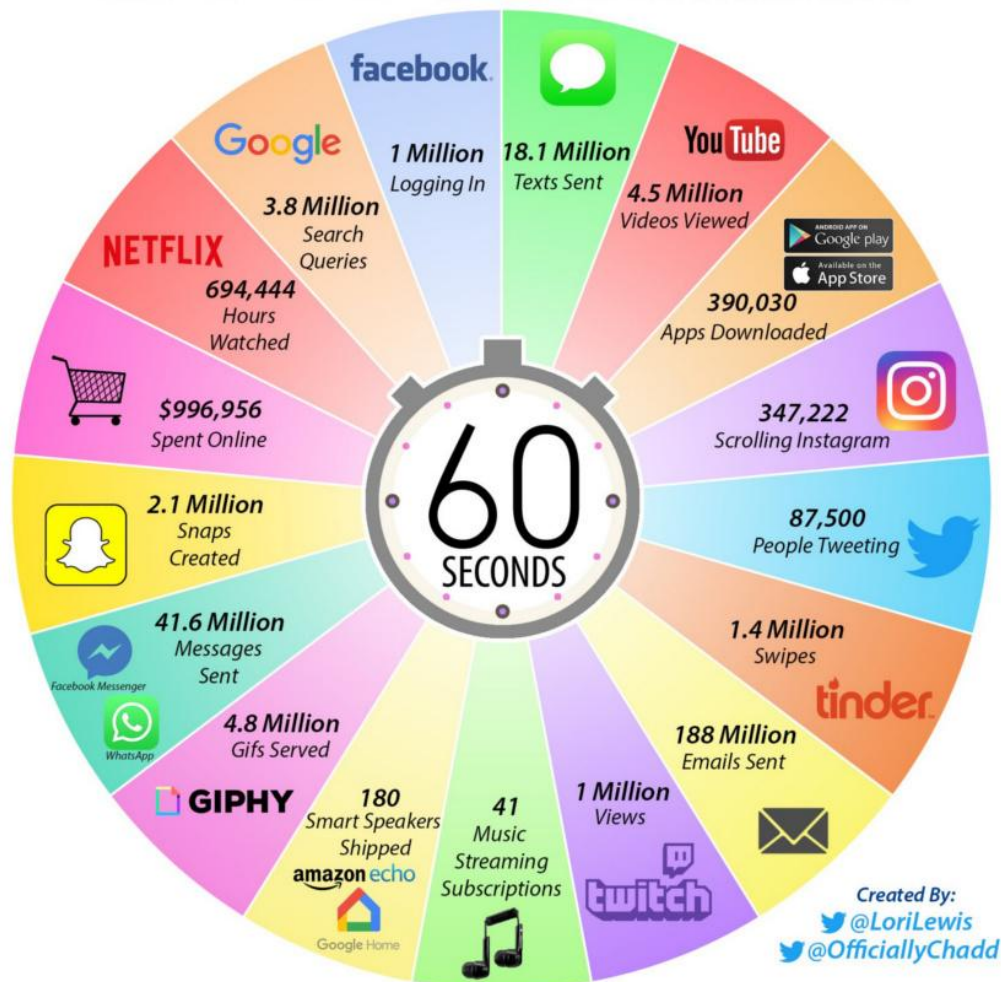 facebook.
1 Million
Logging In
18.1 Million
Texts Sent
YouTube
4.5 Million
Videos Viewed
ANDROID APP ON
Google play
Available on the
App Store
390,030
Apps Downloaded
347,222
Scrolling Instagram
87,500
People Tweeting
1.4 Million
Swipes
tinder
188 Million
Emails Sent
1 Million
Views
twitch
41
Music
Streaming
Subscriptions
180
Smart Speakers
Shipped
amazon echo
Google Home
4.8 Million
Gifs Served
GIPHY
41.6 Million
Messages
Sent
Facebook Messenger
WhatsApp
2.1 Million
Snaps
Created
$996,956
Spent Online
NETFLIX
694,444
Hours
Watched
Google
3.8 Million
Search
Queries
60
SECONDS
Created By:
@LoriLewis
@OfficiallyChadd